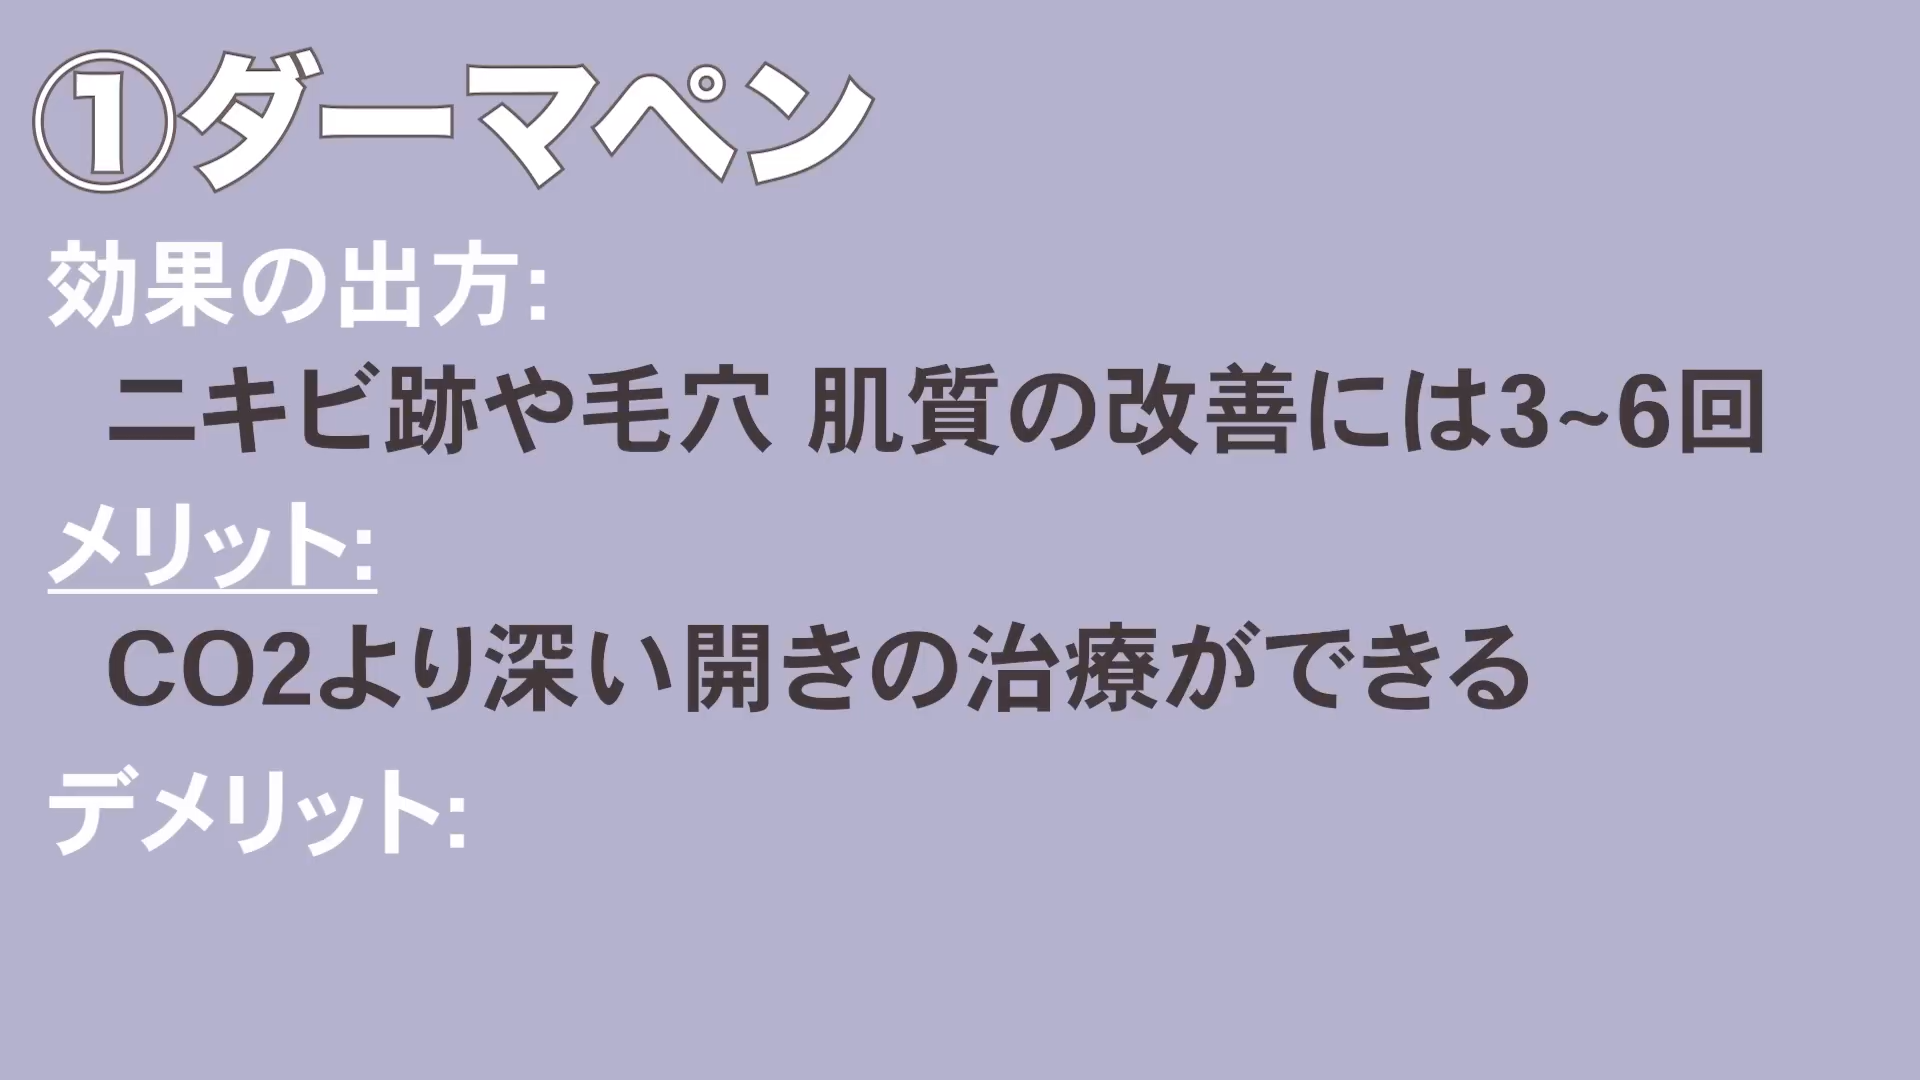 ①ダーマペン
効果の出方:
ニキビ跡や毛穴 肌質の改善には3~6回
メリット:
CO2より深い開きの治療ができる
デメリット: